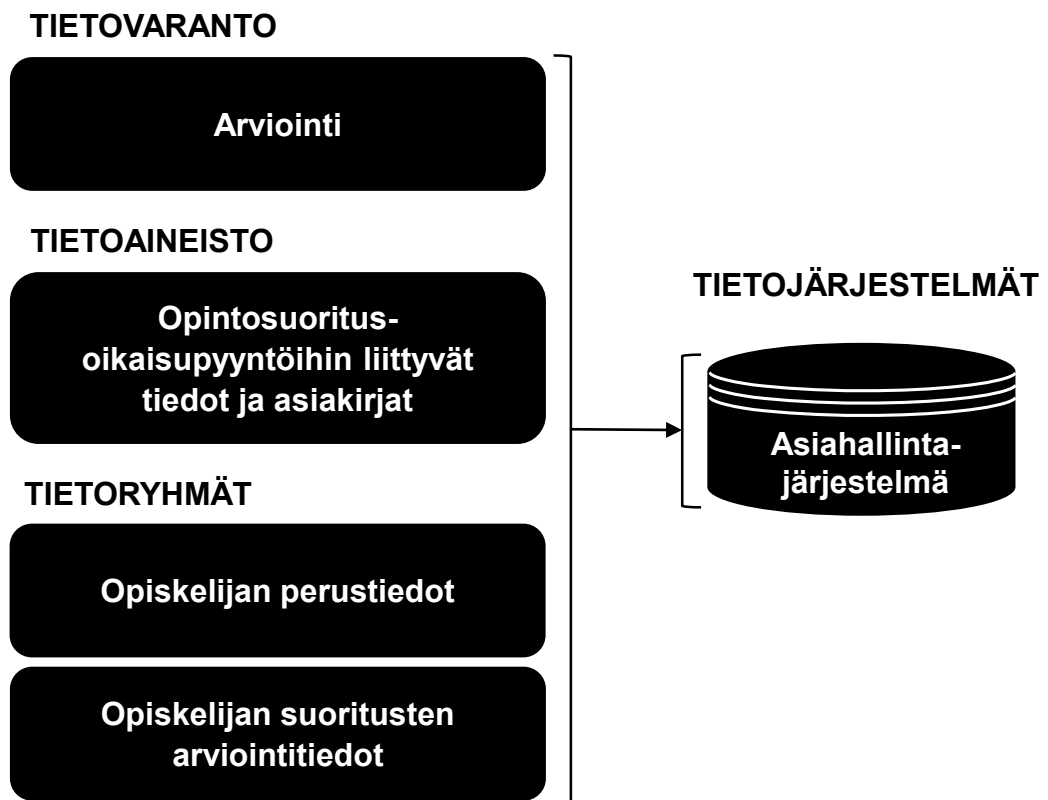 TIETOVARANTO
Arviointi
TIETOAINEISTO
Opintosuoritus-
oikaisupyyntöihin liittyvät
tiedot ja asiakirjat
TIETORYHMÄT
Opiskelijan perustiedot
Opiskelijan suoritusten
arviointitiedot
TIETOJÄRJESTELMÄT
Asiahallinta-
järjestelmä